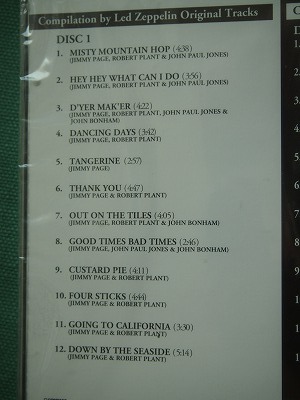 Compilation by Led Zeppelin Original Tracks
DISC 1
1. MISTY MOUNTAIN HOP (4:38)
(JIMMY PAGE, ROBERT PLANT & JOHN PAUL JONES)
2. HEY HEY WHAT CAN I DO (3:56)
(JIMMY PAGE, ROBERT PLANT & JOHN PAUL JONES)
3. D'YER MAK'ER (4:22)
(JIMMY PAGE, ROBERT PLANT, JOHN PAUL JONES &
JOHN BONHAM)
4. DANCING DAYS (3:42)
(JIMMY PAGE & ROBERT PLANT)
5. TANGERINE (2:57)
(JIMMY PAGE)
6. THANK YOU (4:47)
(JIMMY PAGE & ROBERT PLANT)
7. OUT ON THE TILES (4:05)
(JIMMY PAGE, ROBERT PLANT & JOHN BONHAM)
8. GOOD TIMES BAD TIMES (2:46)
(JIMMY PAGE, JOHN PAUL JONES & JOHN BONHAM)
9. CUSTARD PIE (4:11)
(JIMMY PAGE & ROBERT PLANT)
10. FOUR STICKS (4:44)
(JIMMY PAGE & ROBERT PLANT)
11. GOING TO CALIFORNIA (3:30)
(JIMMY PAGE & ROBERT PLANT)
12. DOWN BY THE SEASIDE (5:14)
(JIMMY PAGE & ROBERT PLANT)